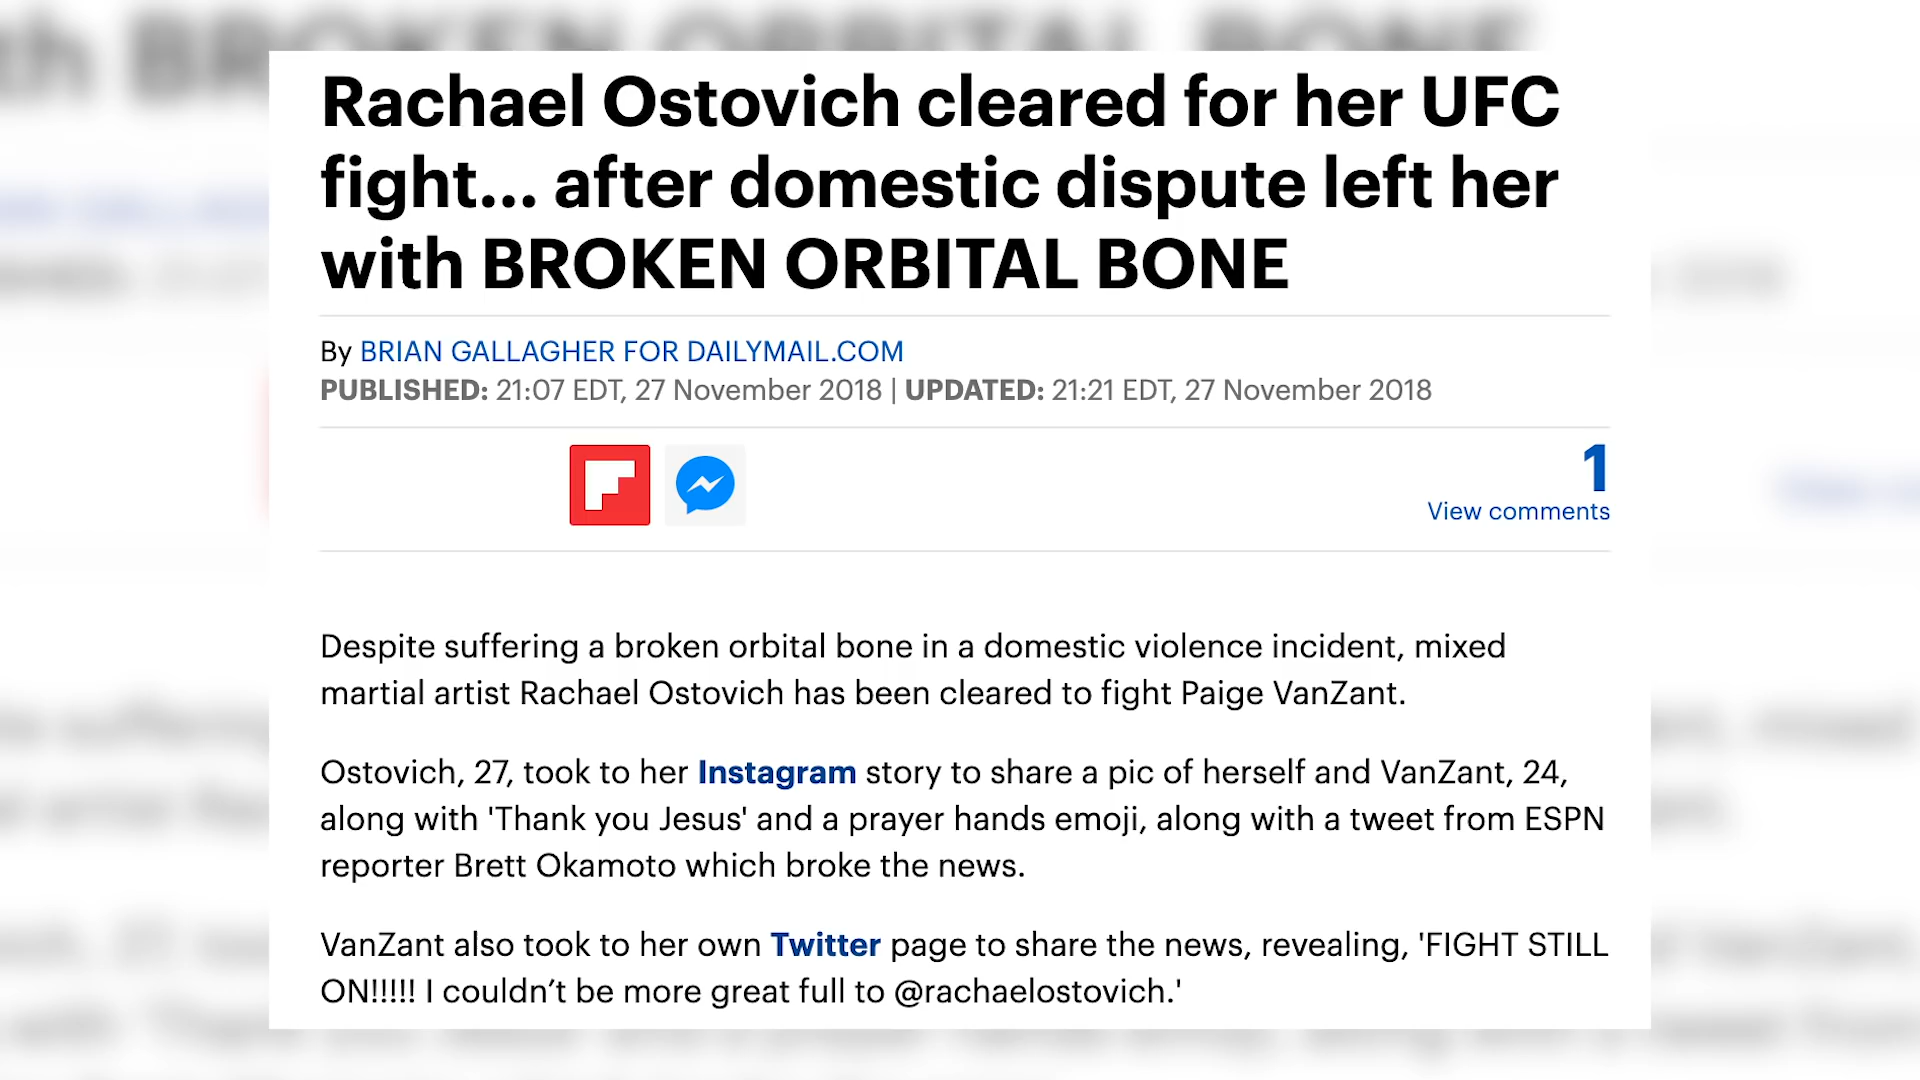 Rachael Ostovich cleared for her UFC
fight... after domestic dispute left her
with BROKEN ORBITAL BONE
By BRIAN GALLAGHER FOR DAILYMAIL.COM
PUBLISHED: 21:07 EDT, 27 November 2018 | UPDATED: 21:21 EDT, 27 November 2018
1
View comments
Despite suffering a broken orbital bone in a domestic violence incident, mixed
martial artist Rachael Ostovich has been cleared to fight Paige VanZant.
Ostovich, 27, took to her Instagram story to share a pic of herself and VanZant, 24,
along with 'Thank you Jesus' and a prayer hands emoji, along with a tweet from ESPN
reporter Brett Okamoto which broke the news.
VanZant also took to her own Twitter page to share the news, revealing, 'FIGHT STILL
ON!!!!! I couldn’t be more great full to @rachaelostovich.'